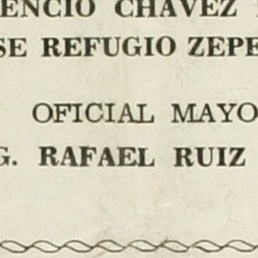 ENCIO CHAVEZ
SE REFUGIO ZEPE
OFICIAL MAYO
G. RAFAEL RUIZ